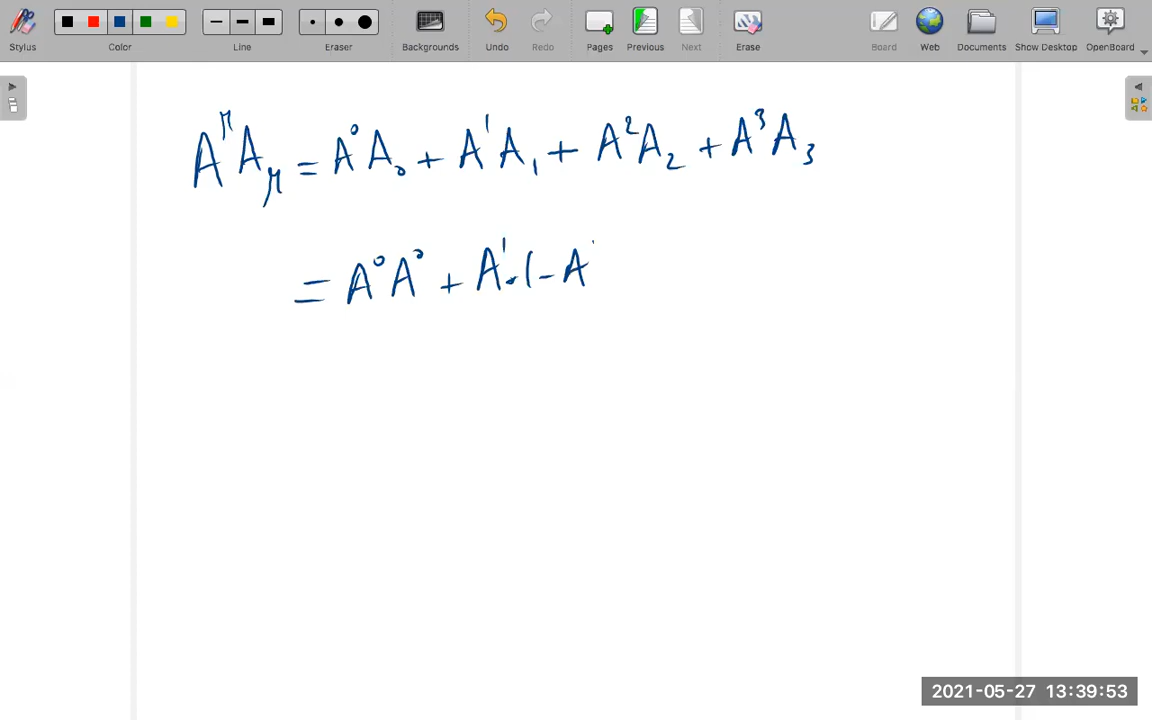 Stylus Color Line Eraser Backgrounds Undo Redo Pages Previous Next Erase Board Web Documents Show Desktop OpenBoard
A^μ A_μ = A^0 A_0 + A^1 A_1 + A^2 A_2 + A^3 A_3
= A^0 A^0 + A^1 · (- A^1
2021-05-27 13:39:53